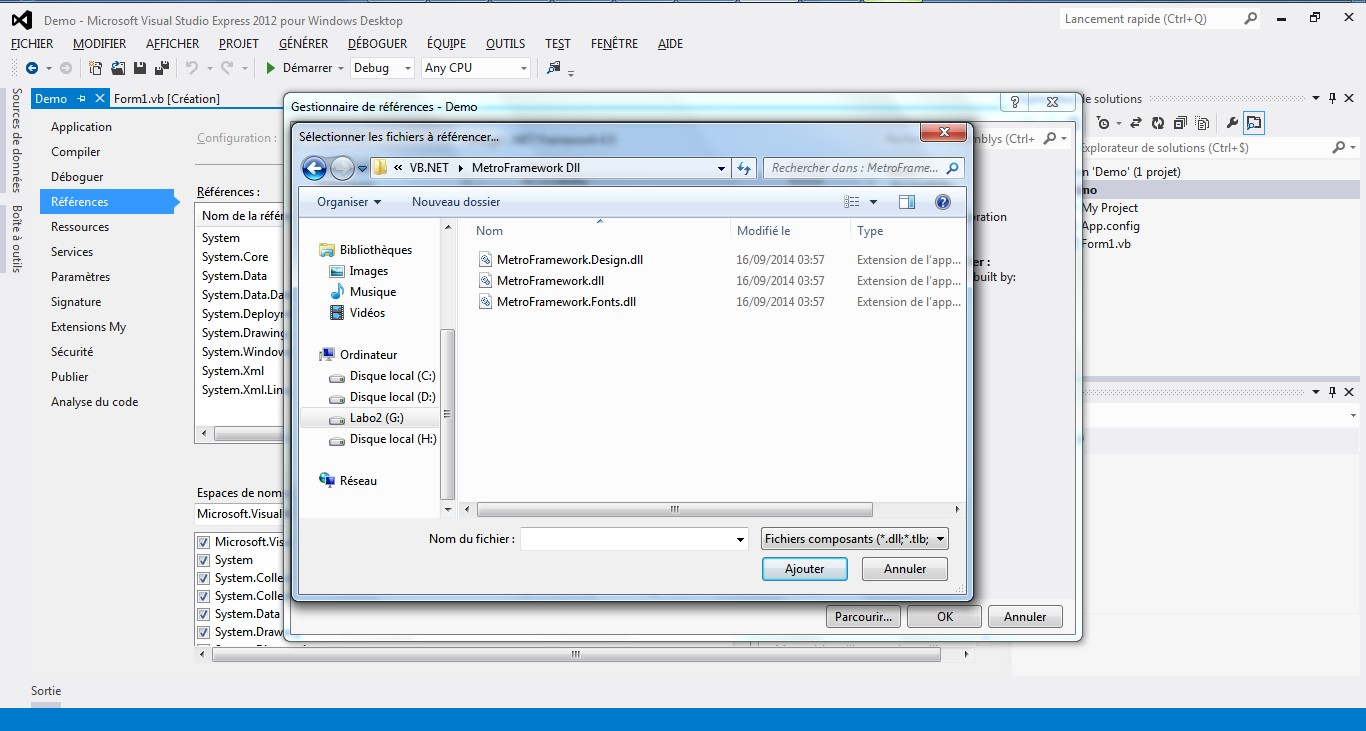 Demo - Microsoft Visual Studio Express 2012 pour Windows Desktop
Lancement rapide (Ctrl+Q)
FICHIER MODIFIER AFFICHER PROJET GÉNÉRER DÉBOGUER ÉQUIPE OUTILS TEST FENÊTRE AIDE
Démarrer Debug Any CPU
Sources de données
Boîte à outils
Demo Form1.vb [Création]
Application
Compiler
Déboguer
Références
Ressources
Services
Paramètres
Signature
Extensions My
Sécurité
Publier
Analyse du code
Configuration :
Références :
Nom de la référ
System
System.Core
System.Data
System.Data.Da
System.Deploy
System.Drawing
System.Windov
System.Xml
System.Xml.Lin
Espaces de nom
Microsoft.Visual
Microsoft.Vis
System
System.Colle
System.Colle
System.Data
System.Draw
Gestionnaire de références - Demo
mblys (Ctrl+
Sélectionner les fichiers à référencer...
« VB.NET MetroFramework Dll
Rechercher dans : MetroFrame...
Organiser Nouveau dossier
Bibliothèques
Images
Musique
Vidéos
Ordinateur
Disque local (C:)
Disque local (D:)
Labo2 (G:)
Disque local (H:)
Réseau
Nom Modifié le Type
MetroFramework.Design.dll 16/09/2014 03:57 Extension de l'app...
MetroFramework.dll 16/09/2014 03:57 Extension de l'app...
MetroFramework.Fonts.dll 16/09/2014 03:57 Extension de l'app...
Nom du fichier :
Fichiers composants (*.dll;*.tlb;
Ajouter Annuler
oration
er :
built by:
Parcourir... OK Annuler
le solutions
Explorateur de solutions (Ctrl+$)
n 'Demo' (1 projet)
no
My Project
App.config
Form1.vb
Sortie